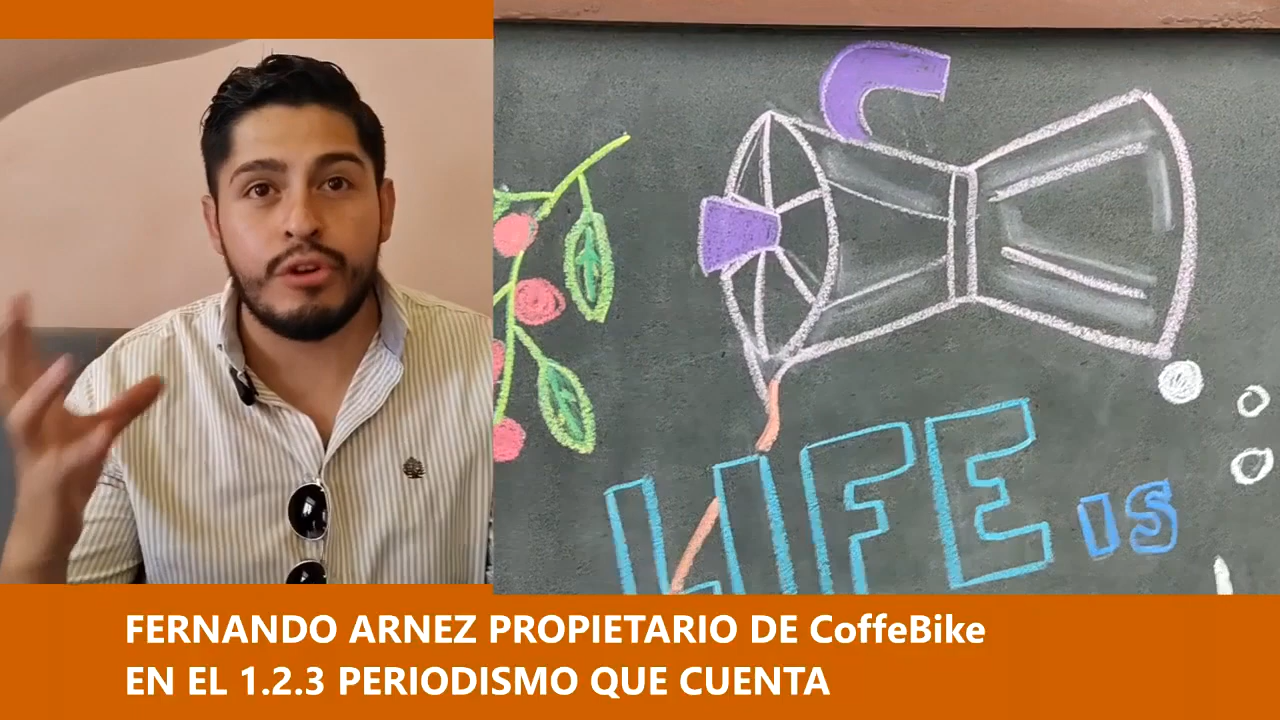 LIFE IS
FERNANDO ARNEZ PROPIETARIO DE CoffeBike
EN EL 1.2.3 PERIODISMO QUE CUENTA